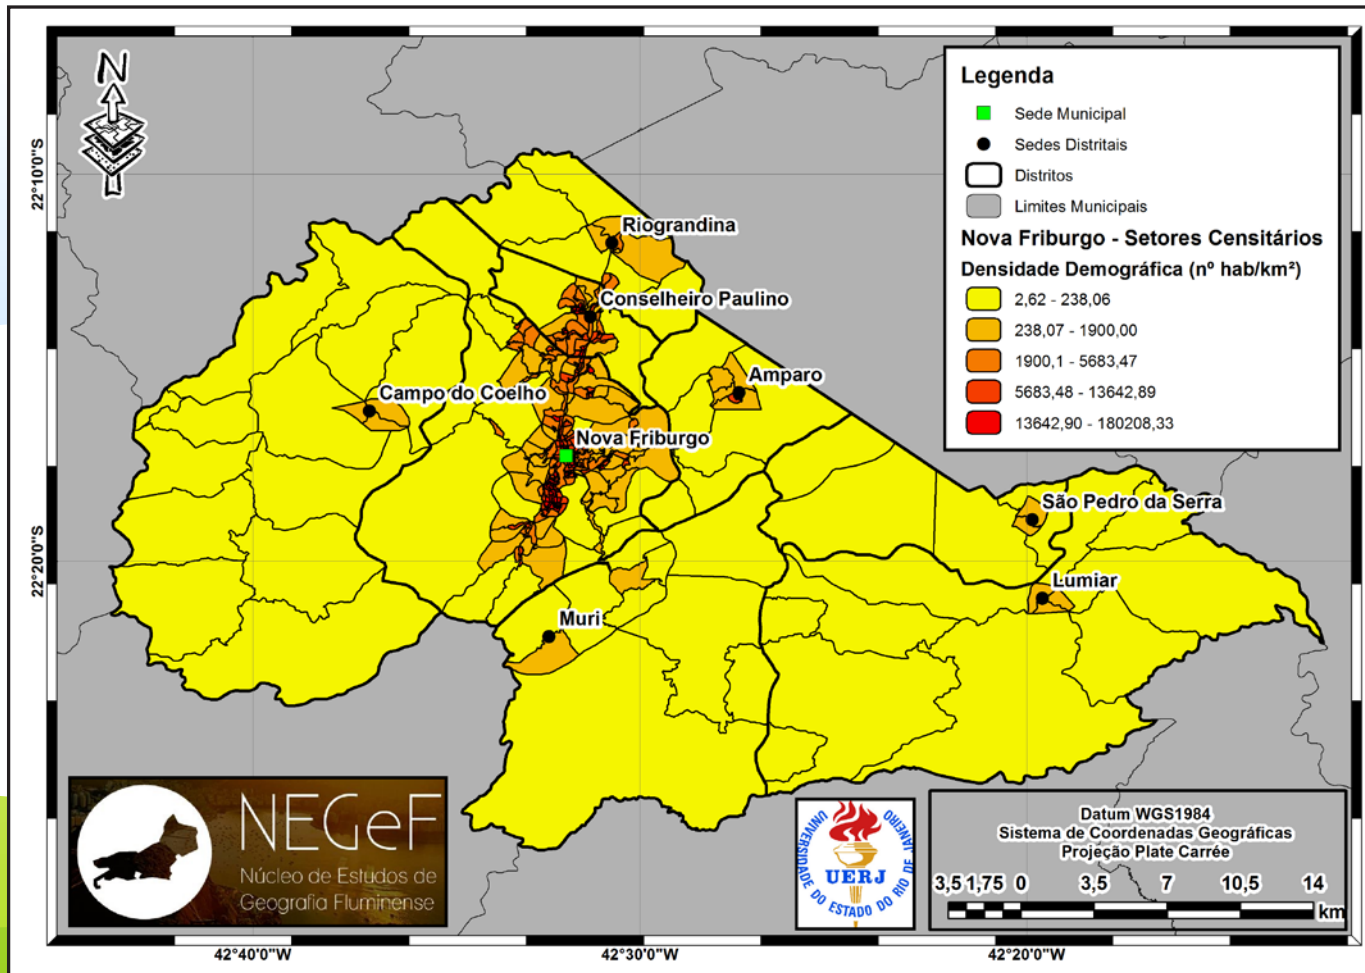 N
Legenda
Sede Municipal
Sedes Distritais
Distritos
Limites Municipais
Nova Friburgo - Setores Censitários
Densidade Demográfica (nº hab/km²)
2,62 - 238,06
238,07 - 1900,00
1900,1 - 5683,47
5683,48 - 13642,89
13642,90 - 180208,33
22°10'0"S
22°20'0"S
Riograndina
Conselheiro Paulino
Amparo
Campo do Coelho
Nova Friburgo
São Pedro da Serra
Lumiar
Muri
NEGeF
Núcleo de Estudos de
Geografia Fluminense
UNIVERSIDADE DO ESTADO DO RIO DE JANEIRO
UERJ
Datum WGS1984
Sistema de Coordenadas Geográficas
Projeção Plate Carrée
3,5 1,75 0 3,5 7 10,5 14
km
42°40'0"W 42°30'0"W 42°20'0"W